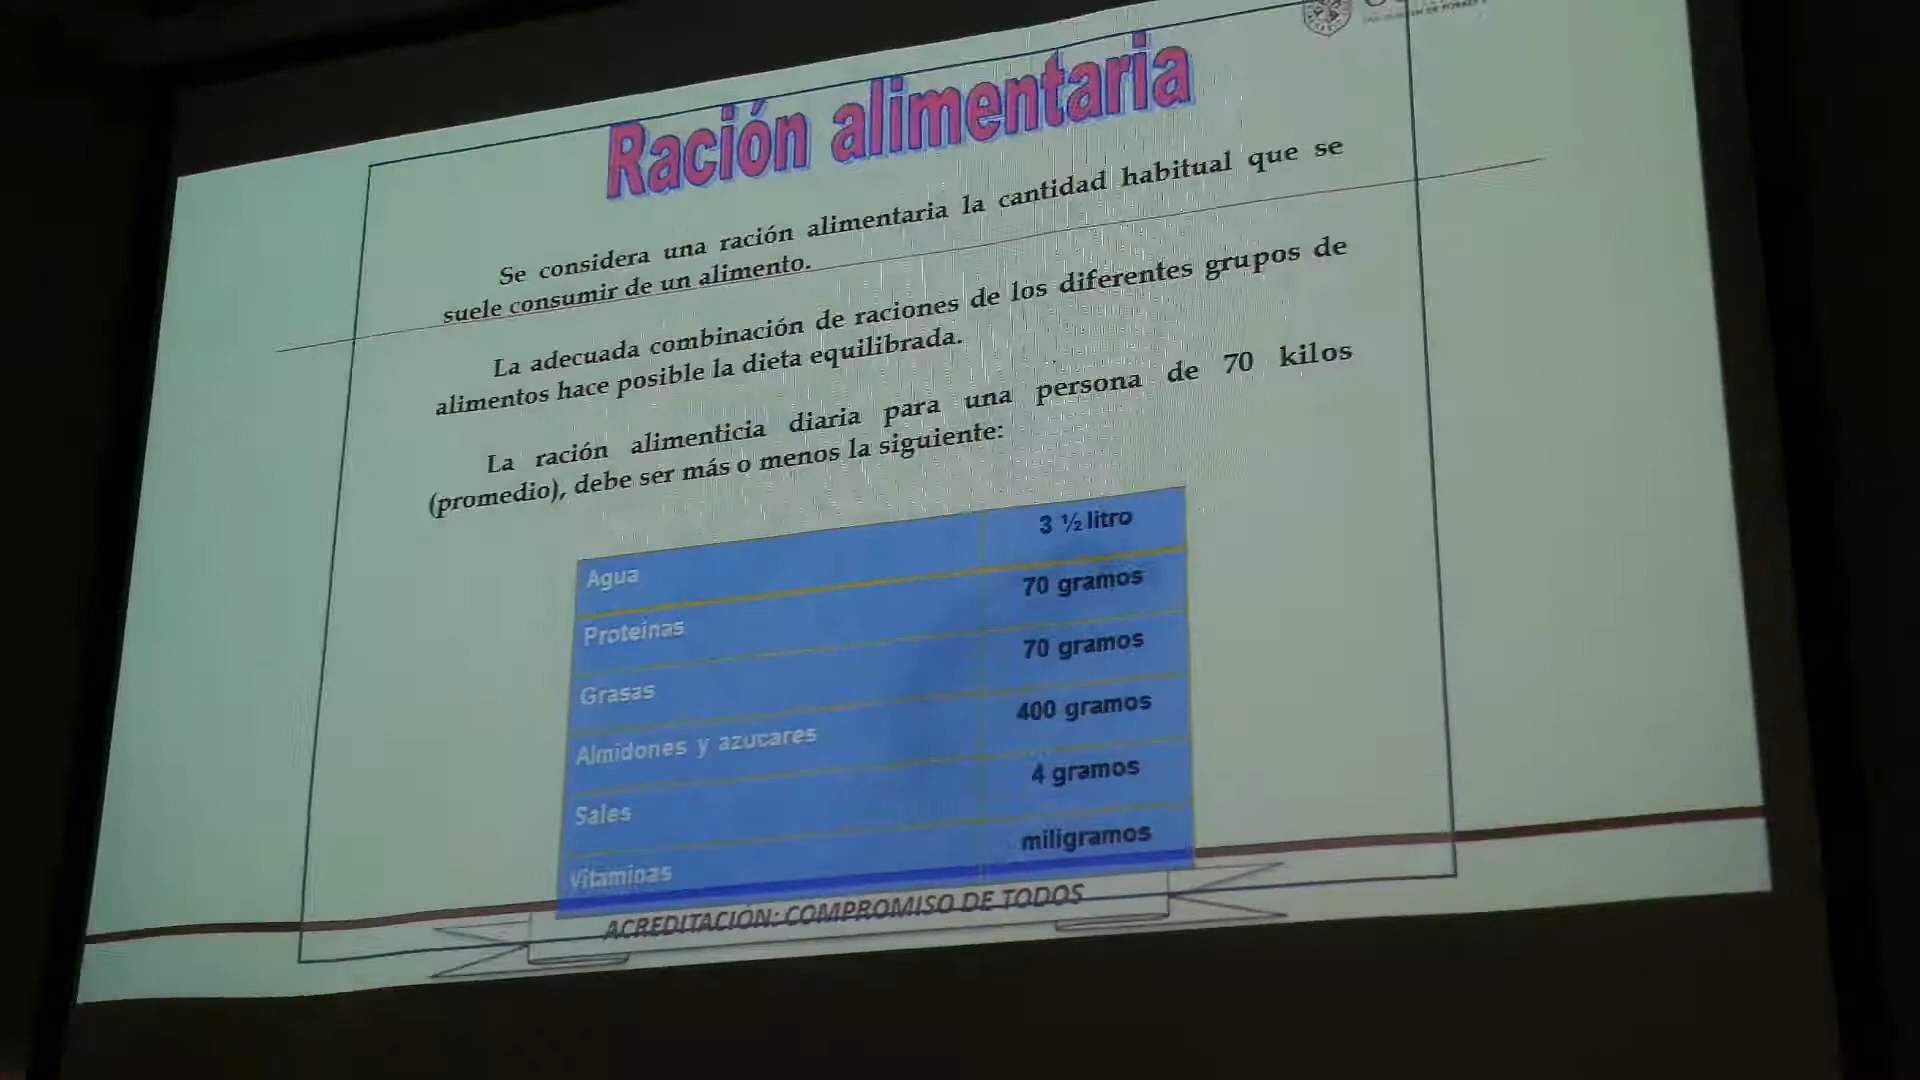 Ración alimentaria
Se considera una ración alimentaria la cantidad habitual que se
suele consumir de un alimento.
La adecuada combinación de raciones de los diferentes grupos de
alimentos hace posible la dieta equilibrada.
La ración alimenticia diaria para una persona de 70 kilos
(promedio), debe ser más o menos la siguiente:
Agua 3 ½ litro
Proteinas 70 gramos
Grasas 70 gramos
Almidones y azucares 400 gramos
Sales 4 gramos
Vitaminas miligramos
ACREDITACIÓN: COMPROMISO DE TODOS